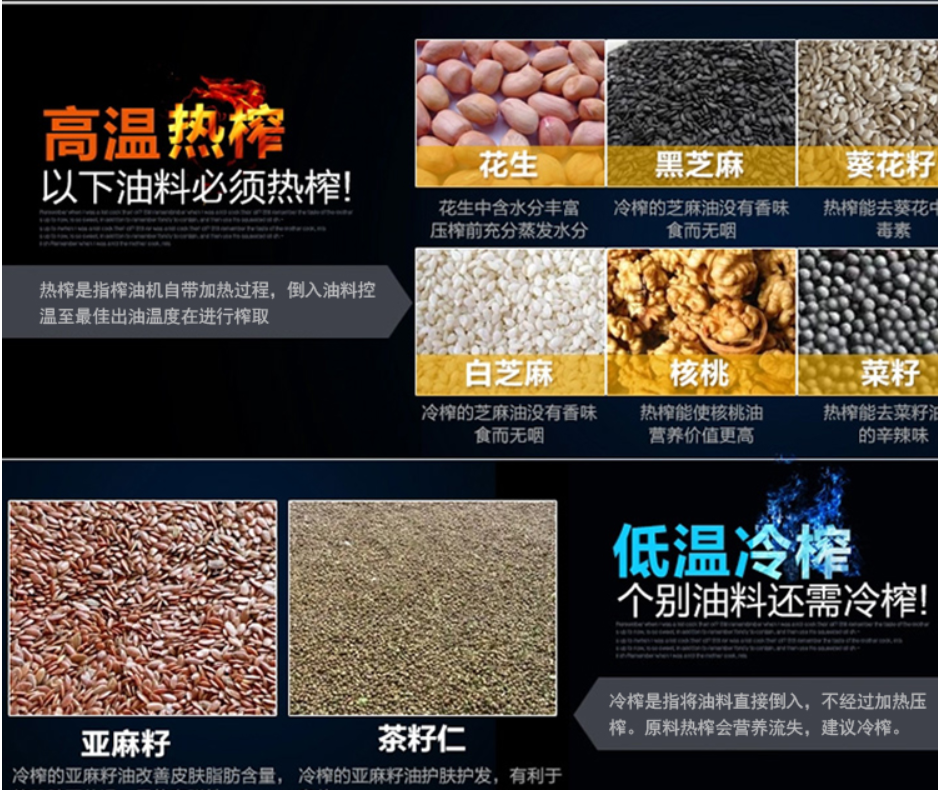 高温热榨
以下油料必须热榨!
热榨是指榨油机自带加热过程，倒入油料控
温至最佳出油温度在进行榨取
花生
花生中含水分丰富
压榨前充分蒸发水分
黑芝麻
冷榨的芝麻油没有香味
食而无咽
葵花籽
热榨能去葵花中
毒素
白芝麻
冷榨的芝麻油没有香味
食而无咽
核桃
热榨能使核桃油
营养价值更高
菜籽
热榨能去菜籽油
的辛辣味
亚麻籽
冷榨的亚麻籽油改善皮肤脂肪含量，
茶籽仁
冷榨的亚麻籽油护肤护发，有利于
低温冷榨
个别油料还需冷榨!
冷榨是指将油料直接倒入，不经过加热压
榨。原料热榨会营养流失，建议冷榨。